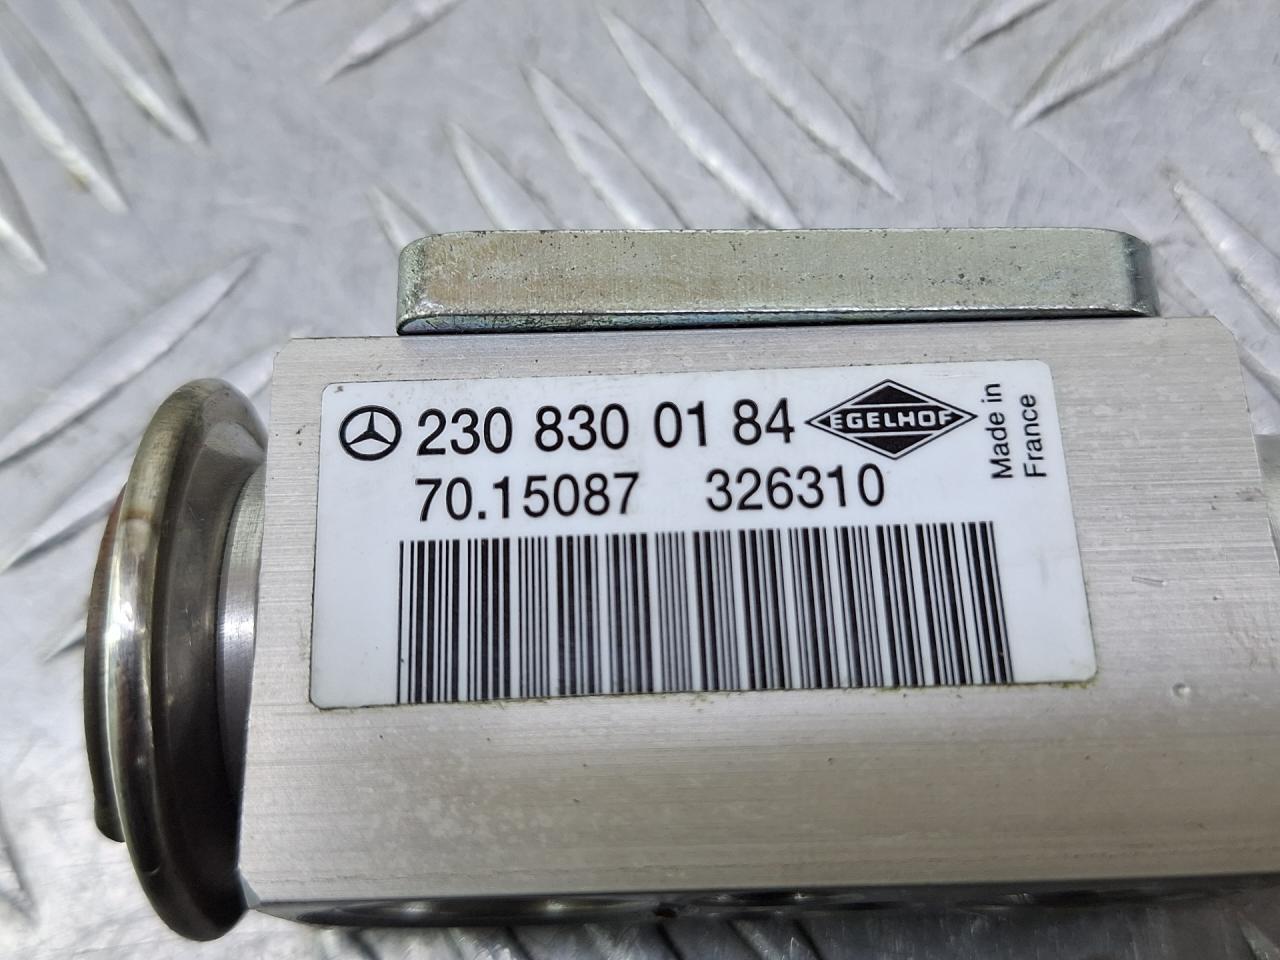 230 830 01 84 EGELHOF
70.15087 326310
Made in
France